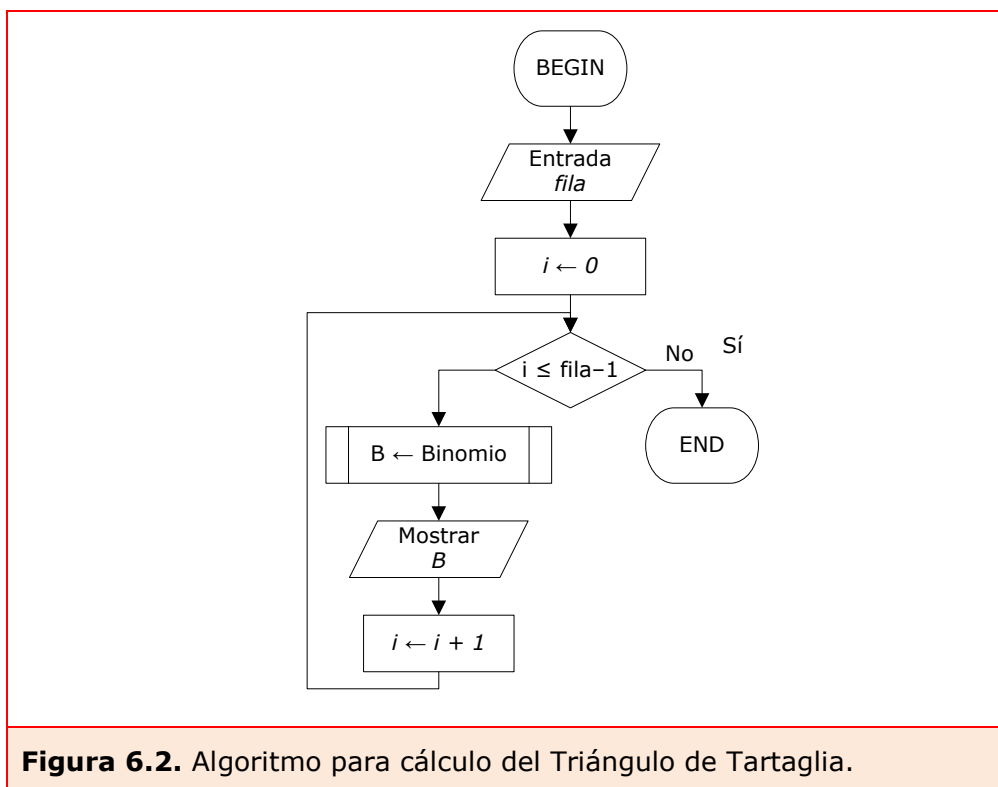 BEGIN
Entrada
fila
i ← 0
i ≤ fila–1
No
Sí
B ← Binomio
END
Mostrar
B
i ← i + 1
Figura 6.2. Algoritmo para cálculo del Triángulo de Tartaglia.